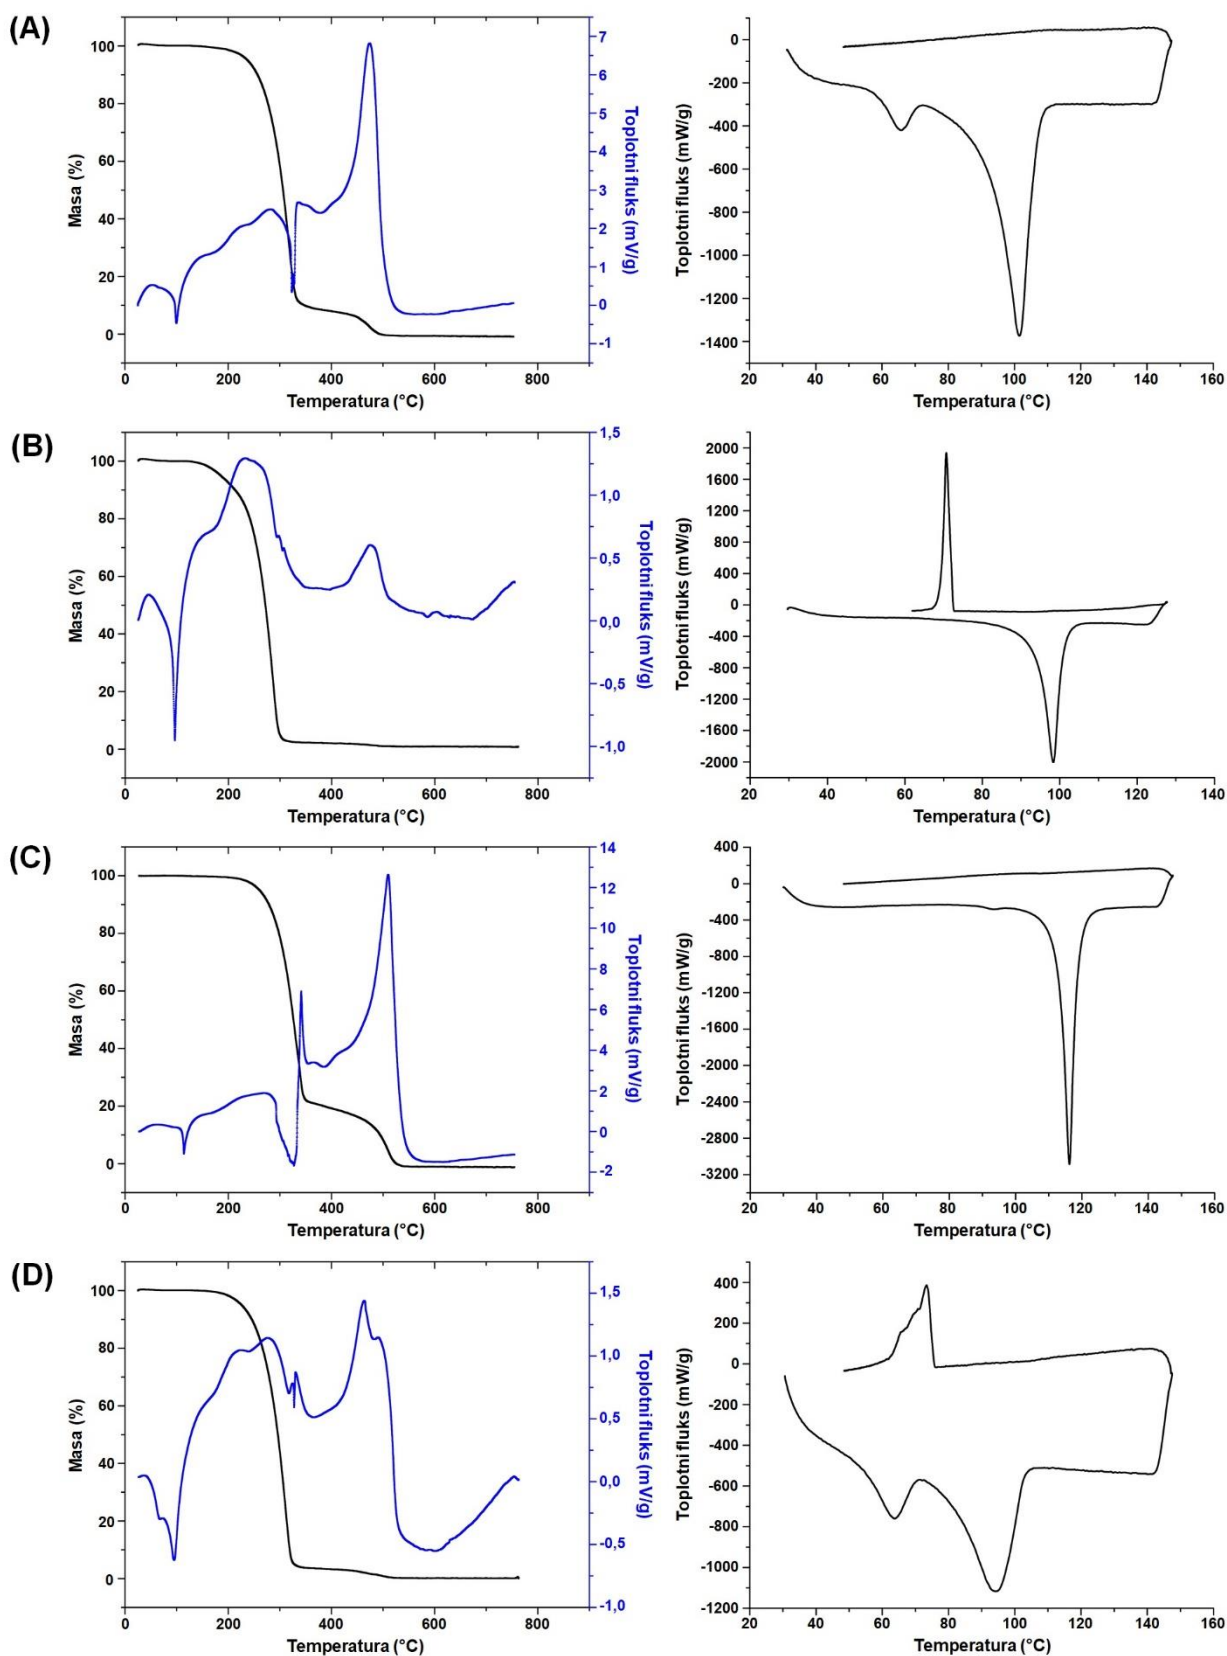 (A)
Masa (%)
100
80
60
40
20
0
0 200 400 600 800
Temperatura (°C)
7
6
5
4
3
2
1
0
-1
Toplotni fluks (mV/g)
Toplotni fluks (mW/g)
0
-200
-400
-600
-800
-1000
-1200
-1400
20 40 60 80 100 120 140 160
Temperatura (°C)
(B)
Masa (%)
100
80
60
40
20
0
0 200 400 600 800
Temperatura (°C)
1,5
1,0
0,5
0,0
-0,5
-1,0
Toplotni fluks (mV/g)
Toplotni fluks (mW/g)
2000
1600
1200
800
400
0
-400
-800
-1200
-1600
-2000
20 40 60 80 100 120 140
Temperatura (°C)
(C)
Masa (%)
100
80
60
40
20
0
0 200 400 600 800
Temperatura (°C)
14
12
10
8
6
4
2
0
-2
Toplotni fluks (mV/g)
Toplotni fluks (mW/g)
400
0
-400
-800
-1200
-1600
-2000
-2400
-2800
-3200
20 40 60 80 100 120 140 160
Temperatura (°C)
(D)
Masa (%)
100
80
60
40
20
0
0 200 400 600 800
Temperatura (°C)
1,5
1,0
0,5
0,0
-0,5
-1,0
Toplotni fluks (mV/g)
Toplotni fluks (mW/g)
400
200
0
-200
-400
-600
-800
-1000
-1200
20 40 60 80 100 120 140 160
Temperatura (°C)